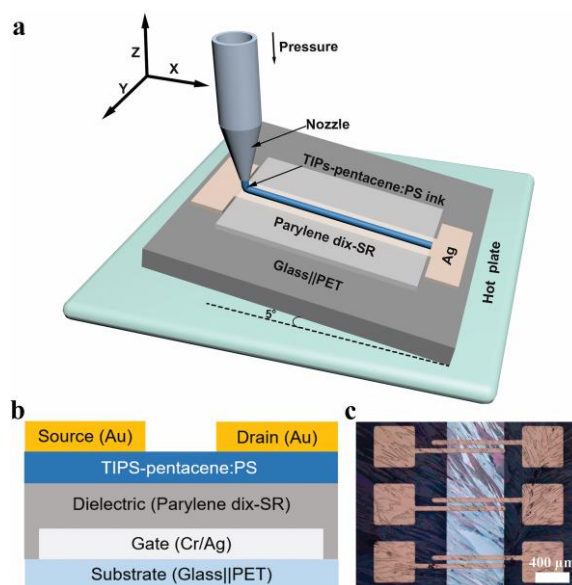 a
Z
X
Y
Pressure
Nozzle
TIPs-pentacene:PS ink
Parylene dix-SR
Ag
Glass||PET
Hot plate
5°
b
Source (Au)
Drain (Au)
TIPS-pentacene:PS
Dielectric (Parylene dix-SR)
Gate (Cr/Ag)
Substrate (Glass||PET)
c
400 μm